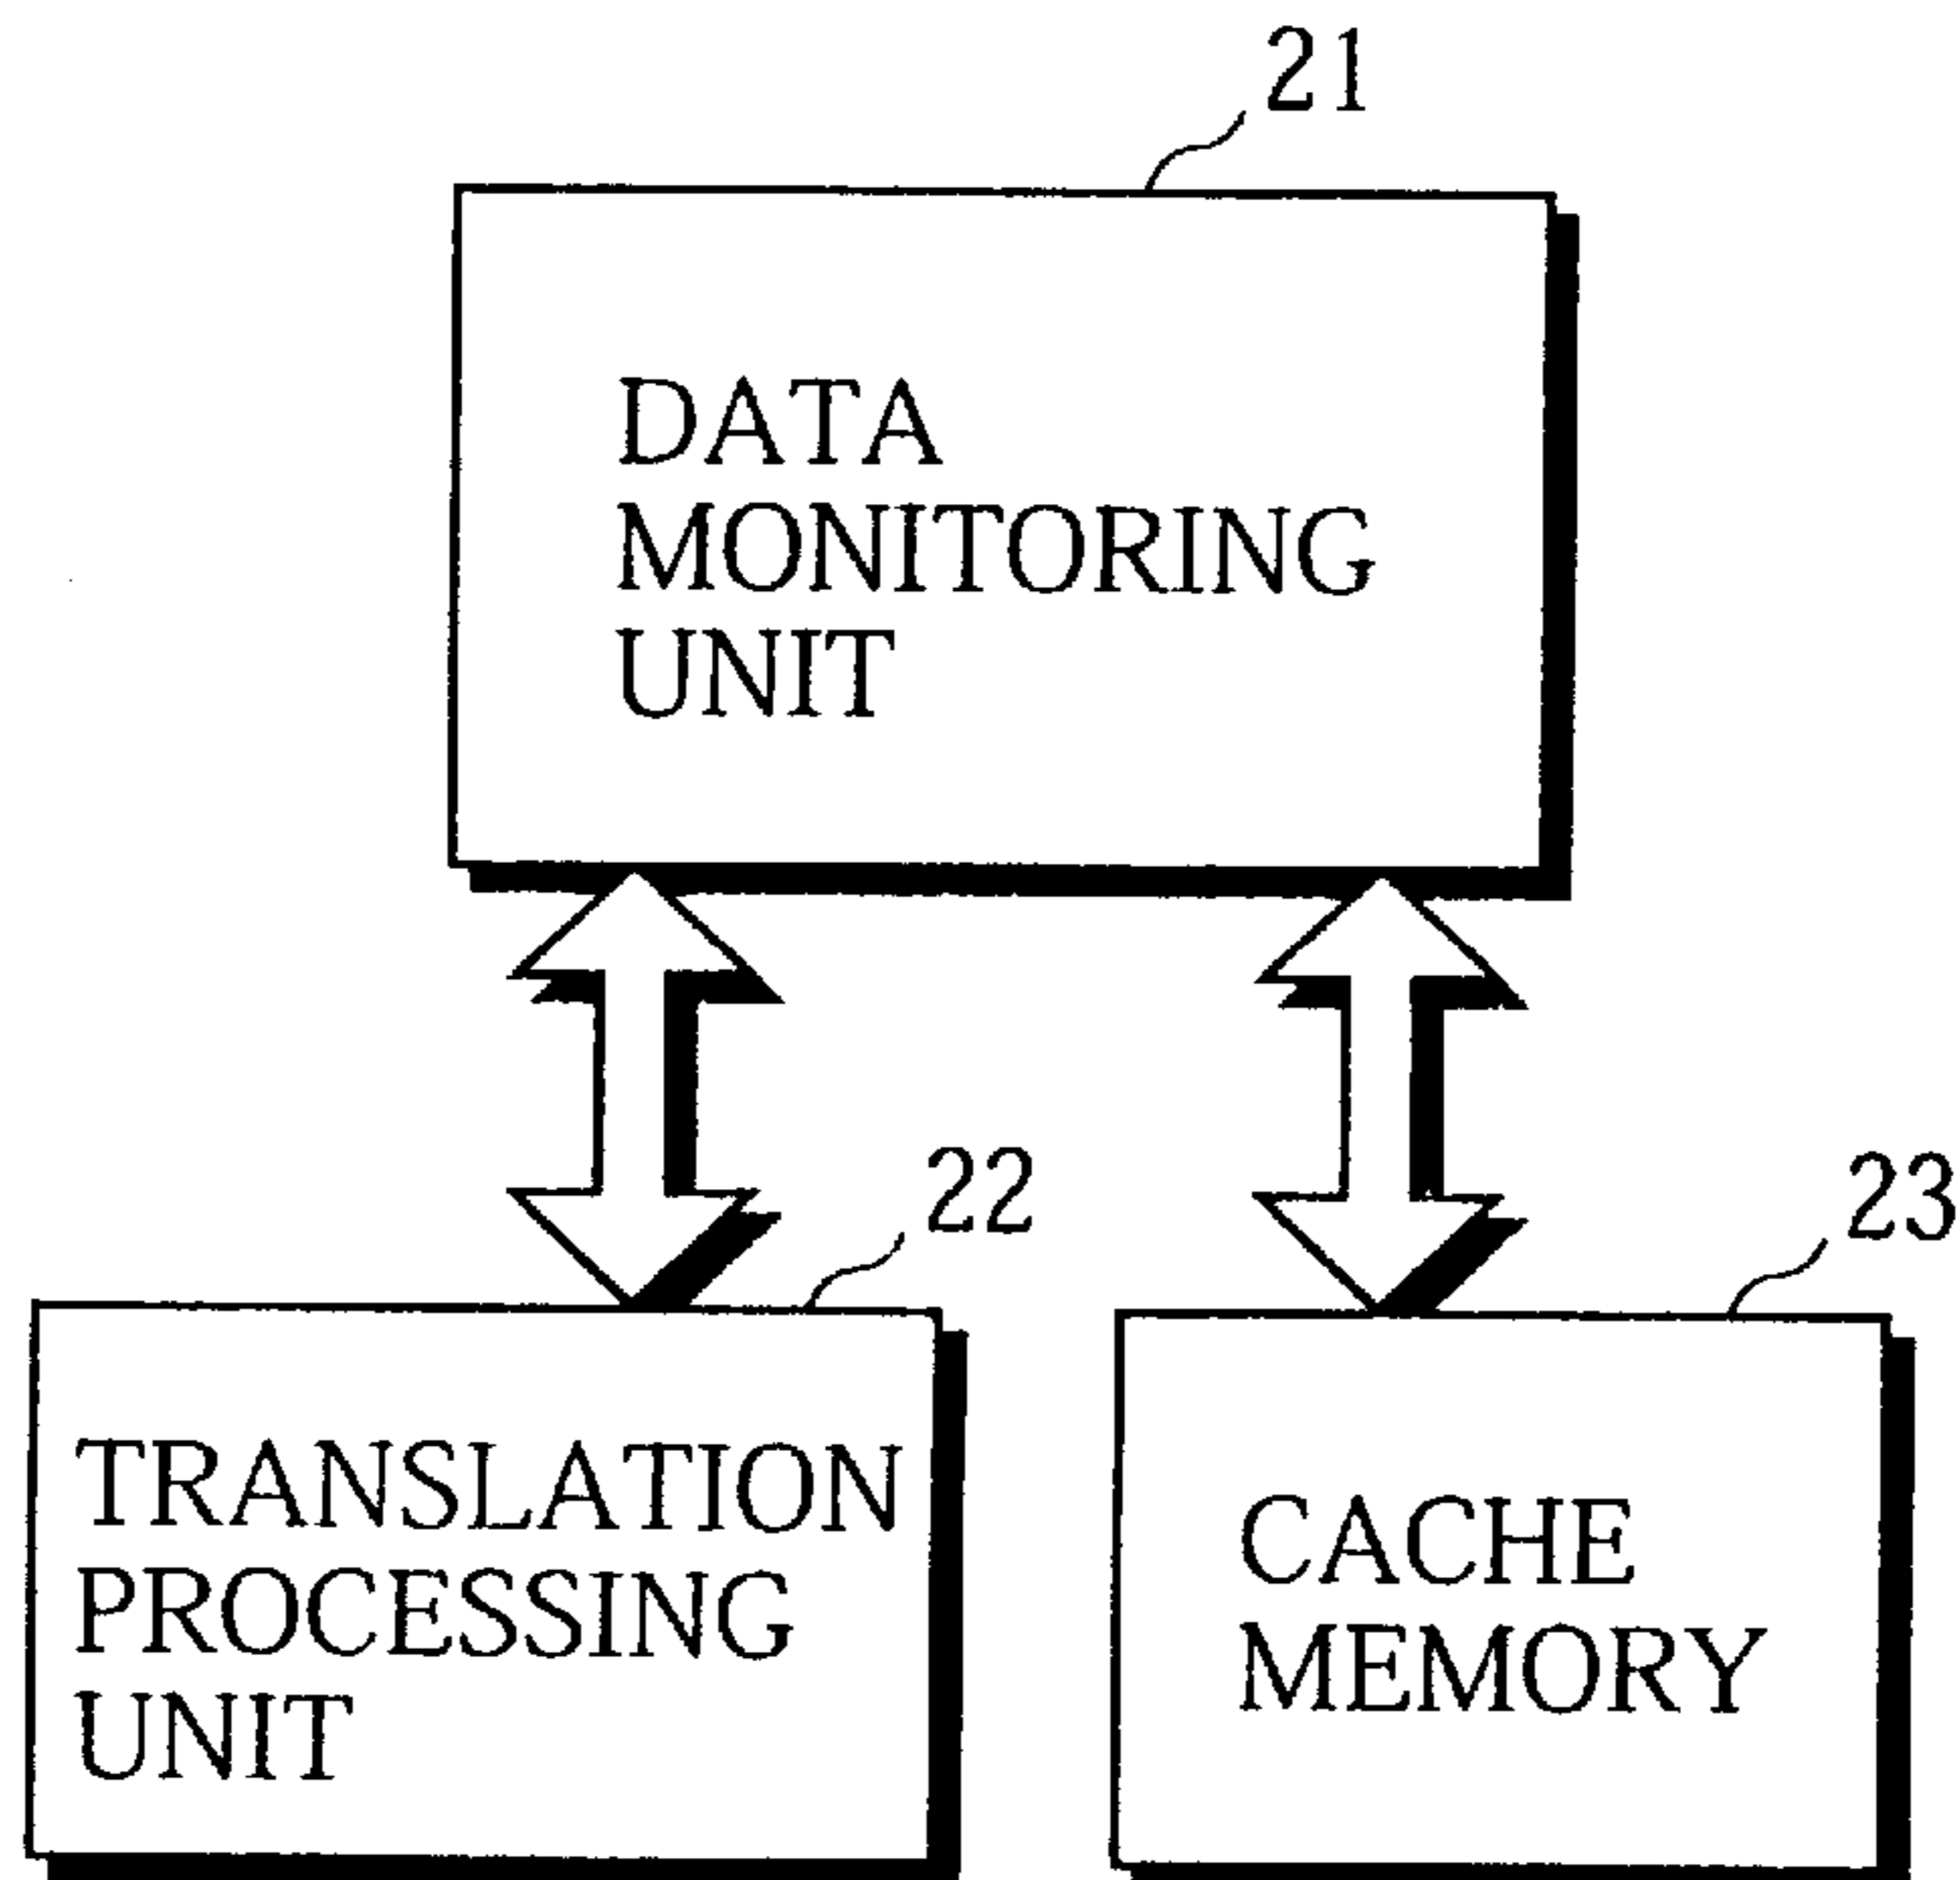 21
DATA
MONITORING
UNIT
22
23
TRANSLATION
PROCESSING
UNIT
CACHE
MEMORY